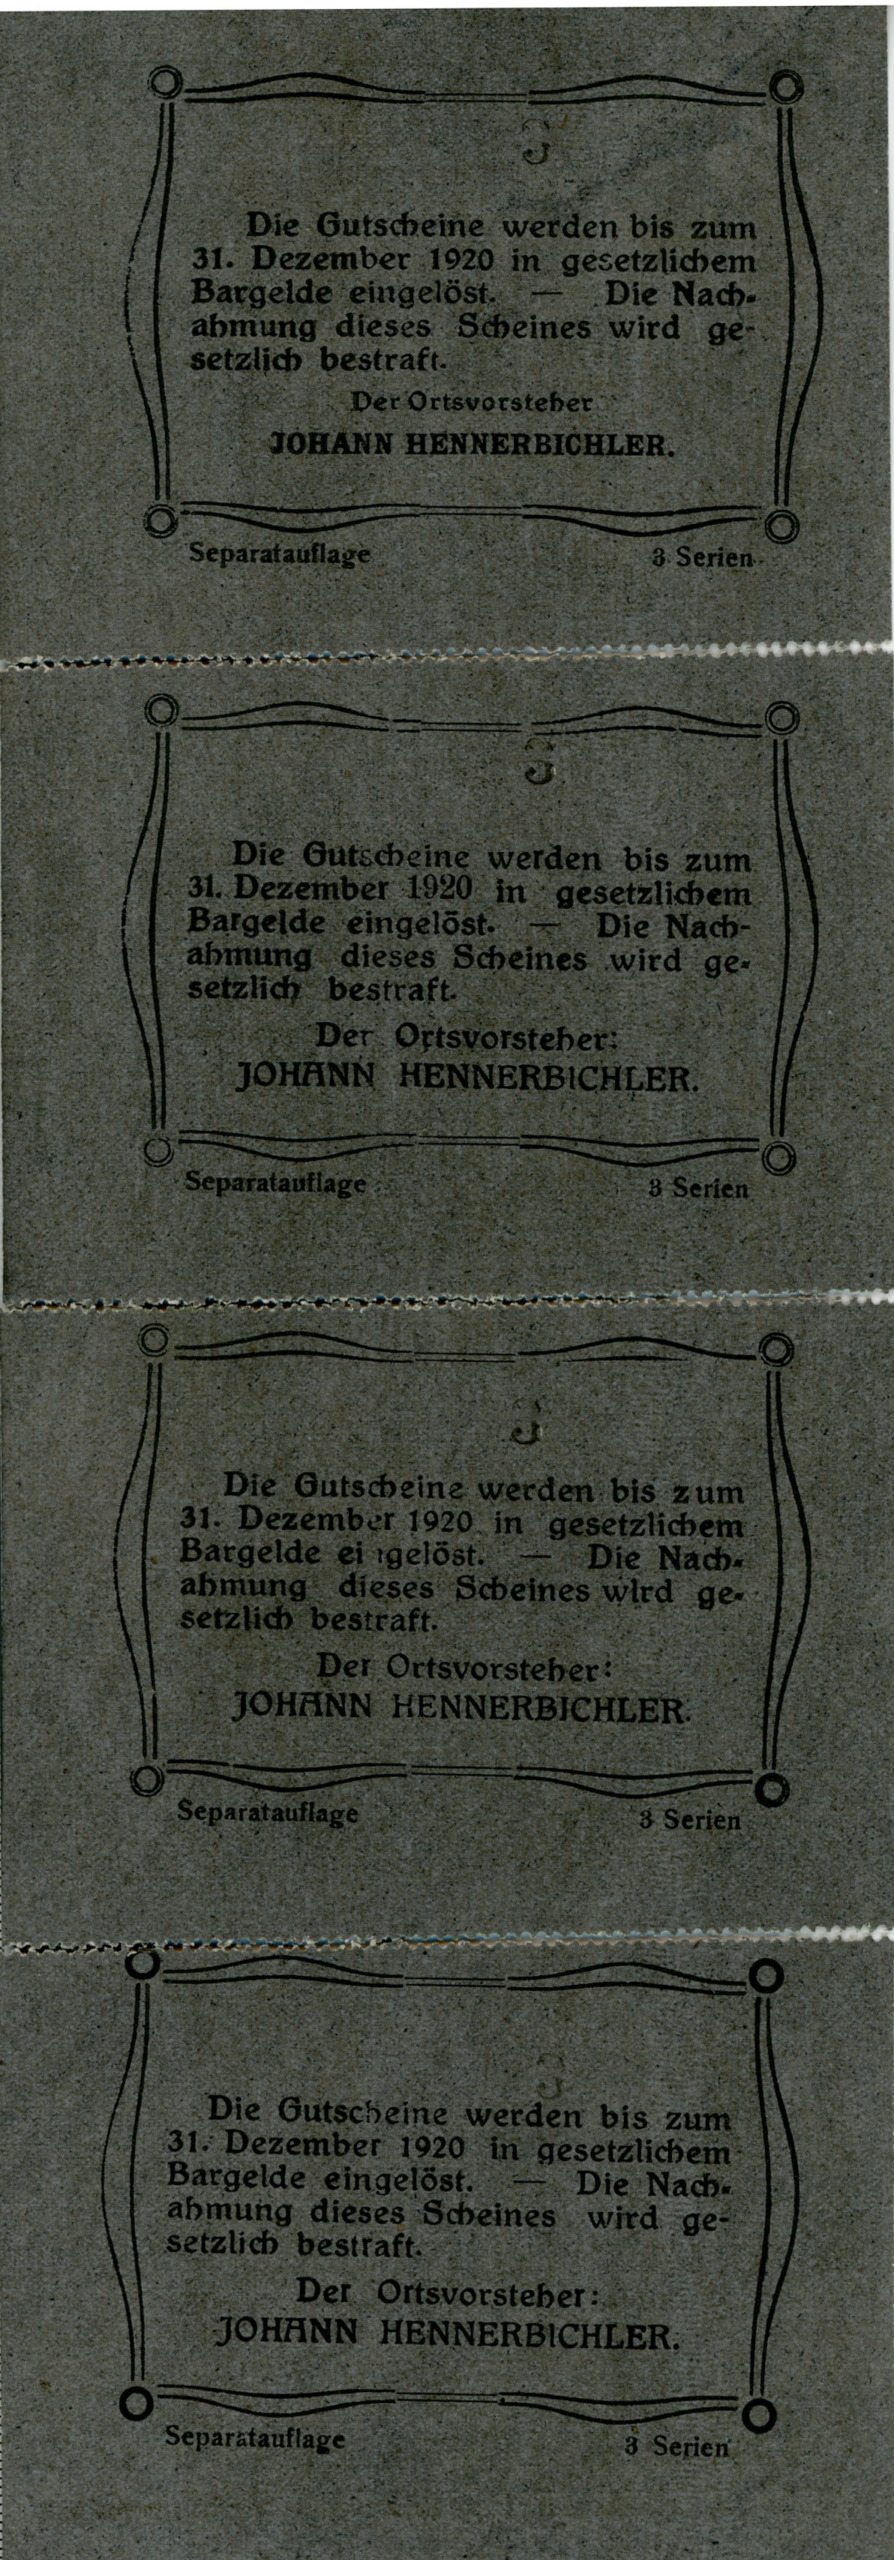 Die Gutscheine werden bis zum
31. Dezember 1920 in gesetzlichem
Bargelde eingelöst. — Die Nach-
ahmung dieses Scheines wird ge-
setzlich bestraft.
Der Ortsvorsteher
JOHANN HENNERBICHLER.
Separatauflage 3 Serien
Die Gutscheine werden bis zum
31. Dezember 1920 in gesetzlichem
Bargelde eingelöst. — Die Nach-
ahmung dieses Scheines wird ge-
setzlich bestraft.
Der Ortsvorsteher:
JOHANN HENNERBICHLER.
Separatauflage 3 Serien
Die Gutscheine werden bis zum
31. Dezember 1920 in gesetzlichem
Bargelde ei gelöst. — Die Nach-
ahmung dieses Scheines wird ge-
setzlich bestraft.
Der Ortsvorsteher:
JOHANN HENNERBICHLER.
Separatauflage 3 Serien
Die Gutscheine werden bis zum
31. Dezember 1920 in gesetzlichem
Bargelde eingelöst. — Die Nach-
ahmung dieses Scheines wird ge-
setzlich bestraft.
Der Ortsvorsteher:
JOHANN HENNERBICHLER.
Separatauflage 3 Serien